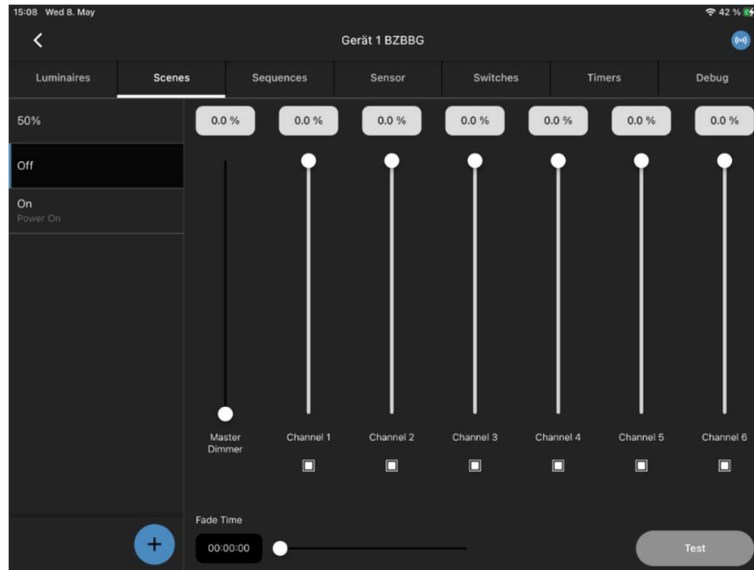 15:08 Wed 8. May
42 %
Gerät 1 BZBBG
Luminaires Scenes Sequences Sensor Switches Timers Debug
50%
Off
On
Power On
0.0 % 0.0 % 0.0 % 0.0 % 0.0 % 0.0 % 0.0 %
Master
Dimmer
Channel 1 Channel 2 Channel 3 Channel 4 Channel 5 Channel 6
Fade Time
00:00:00
Test